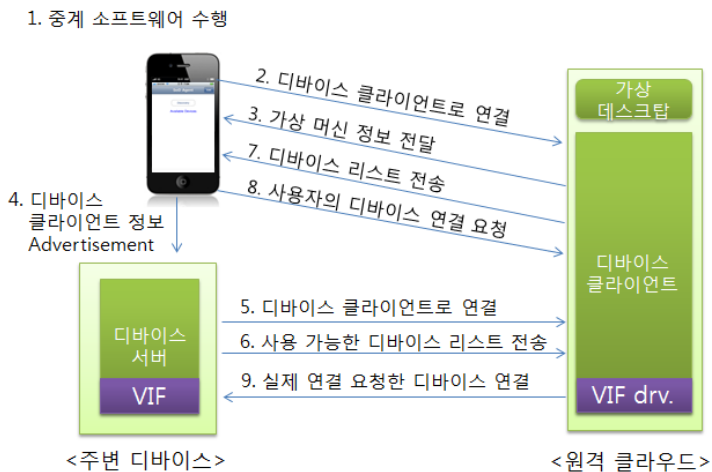 1. 중계 소프트웨어 수행
2. 디바이스 클라이언트로 연결
3. 가상 머신 정보 전달
7. 디바이스 리스트 전송
8. 사용자의 디바이스 연결 요청
가상
데스크탑
4. 디바이스
클라이언트 정보
Advertisement
디바이스
클라이언트
5. 디바이스 클라이언트로 연결
6. 사용 가능한 디바이스 리스트 전송
9. 실제 연결 요청한 디바이스 연결
디바이스
서버
VIF
VIF drv.
<주변 디바이스>
<원격 클라우드>